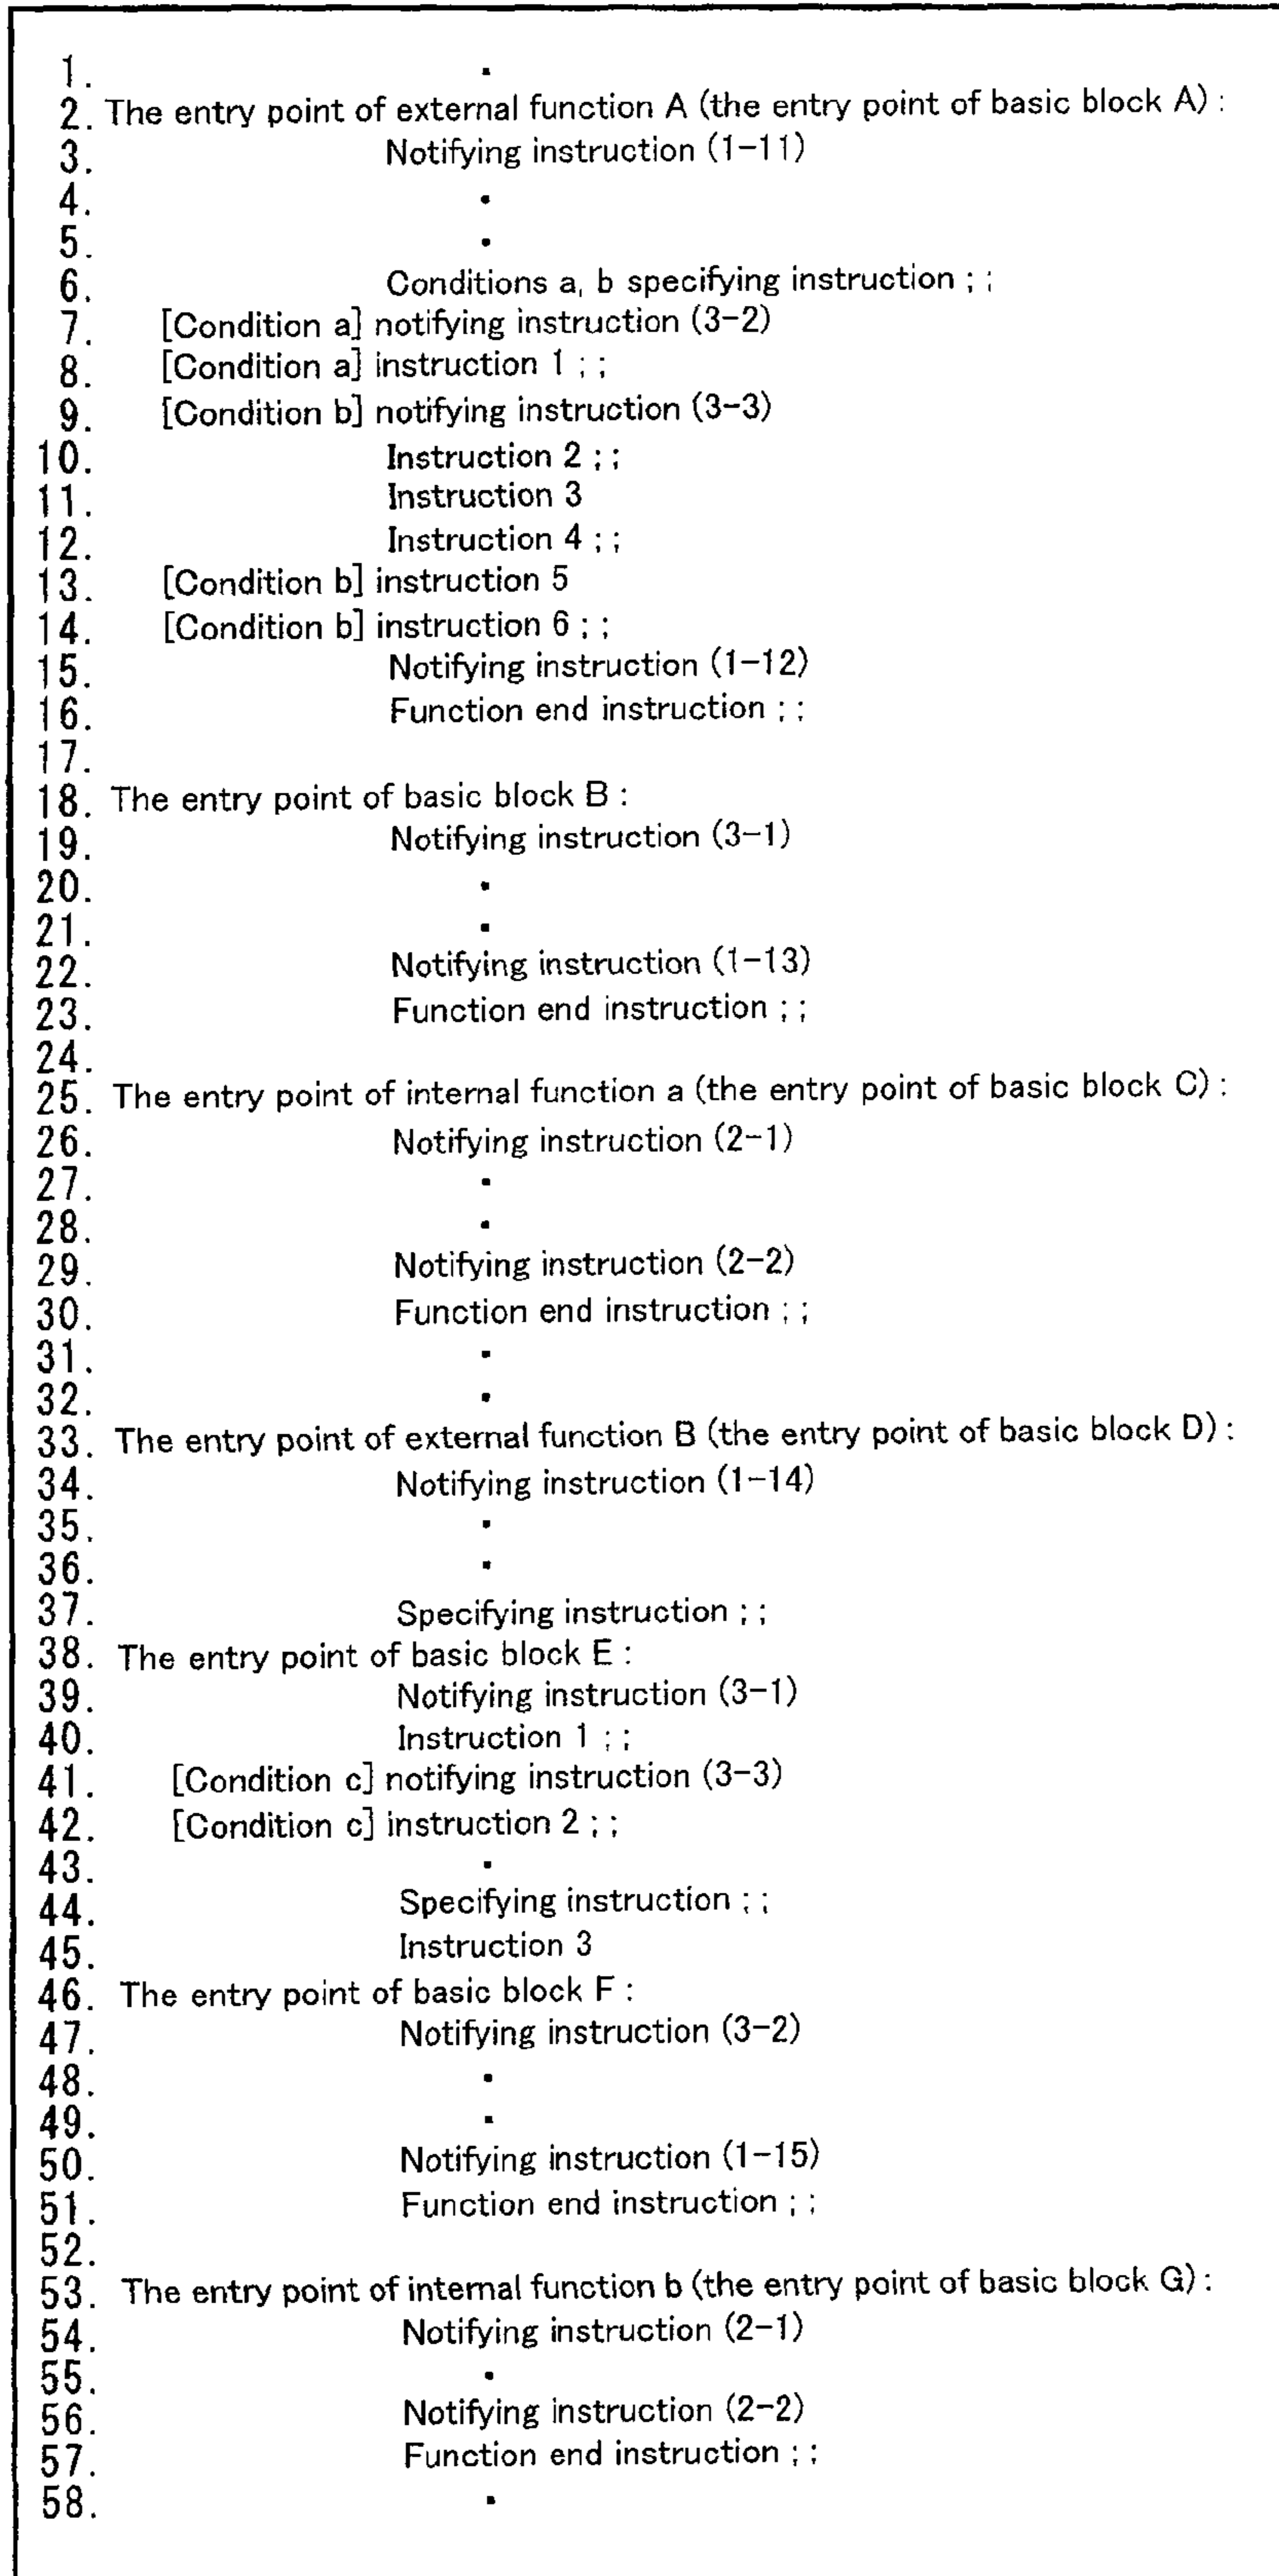 1. .
2. The entry point of external function A (the entry point of basic block A) :
3. Notifying instruction (1-11)
4. .
5. .
6. Conditions a, b specifying instruction ; ;
7. [Condition a] notifying instruction (3-2)
8. [Condition a] instruction 1 ; ;
9. [Condition b] notifying instruction (3-3)
10. Instruction 2 ; ;
11. Instruction 3
12. Instruction 4 ; ;
13. [Condition b] instruction 5
14. [Condition b] instruction 6 ; ;
15. Notifying instruction (1-12)
16. Function end instruction ; ;
17.
18. The entry point of basic block B :
19. Notifying instruction (3-1)
20. .
21. .
22. Notifying instruction (1-13)
23. Function end instruction ; ;
24.
25. The entry point of internal function a (the entry point of basic block C) :
26. Notifying instruction (2-1)
27. .
28. .
29. Notifying instruction (2-2)
30. Function end instruction ; ;
31. .
32. .
33. The entry point of external function B (the entry point of basic block D) :
34. Notifying instruction (1-14)
35. .
36. .
37. Specifying instruction ; ;
38. The entry point of basic block E :
39. Notifying instruction (3-1)
40. Instruction 1 ; ;
41. [Condition c] notifying instruction (3-3)
42. [Condition c] instruction 2 ; ;
43. .
44. Specifying instruction ; ;
45. Instruction 3
46. The entry point of basic block F :
47. Notifying instruction (3-2)
48. .
49. .
50. Notifying instruction (1-15)
51. Function end instruction ; ;
52.
53. The entry point of internal function b (the entry point of basic block G) :
54. Notifying instruction (2-1)
55. .
56. Notifying instruction (2-2)
57. Function end instruction ; ;
58. .